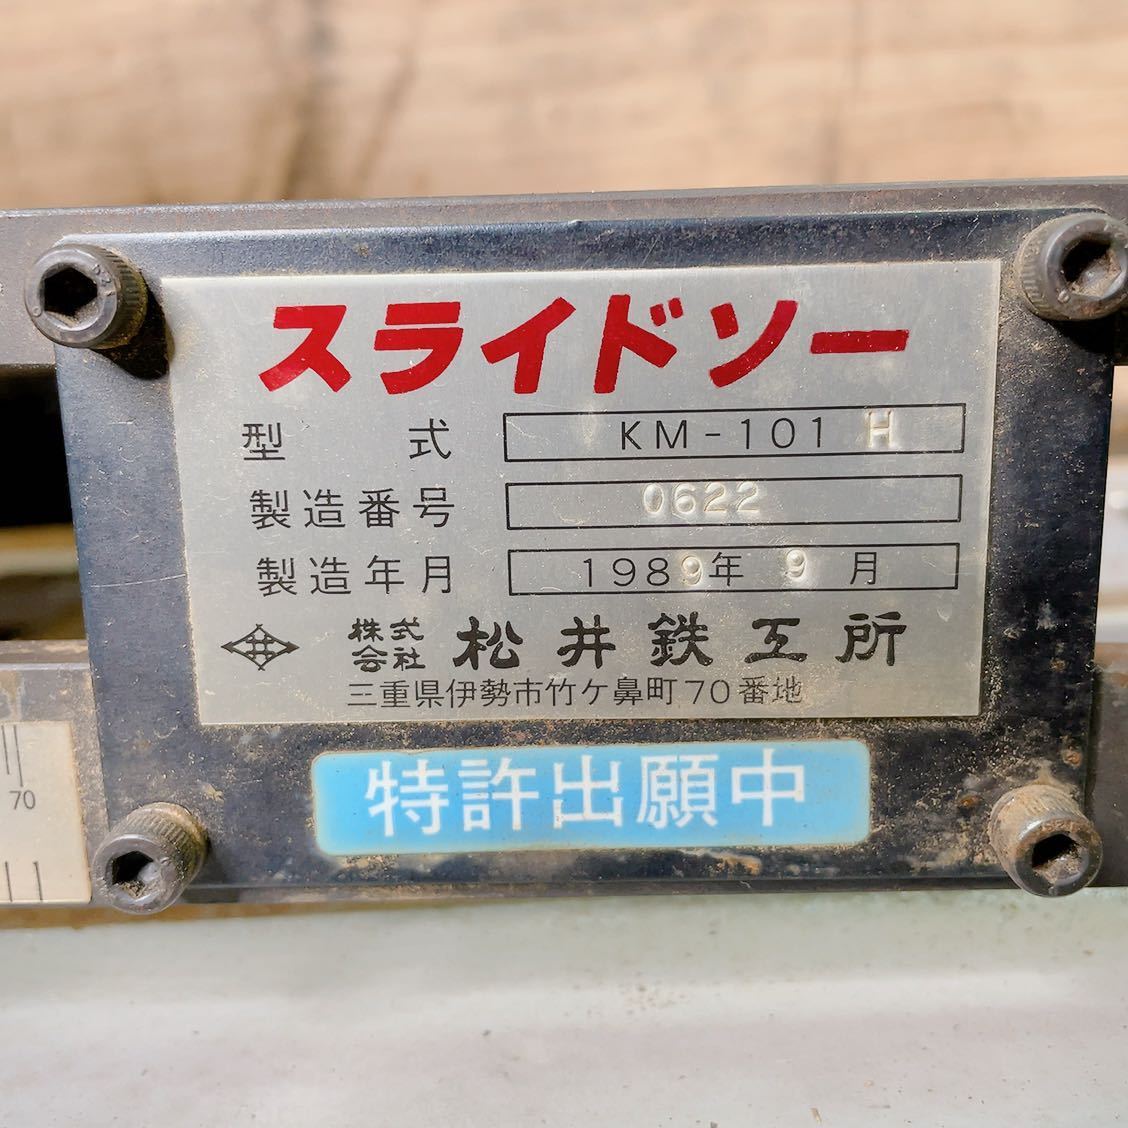 スライドソー
型 式 KM-101 H
製造番号 0622
製造年月 1989年 9月
株式会社 松井鉄工所
三重県伊勢市竹ケ鼻町70番地
特許出願中
70